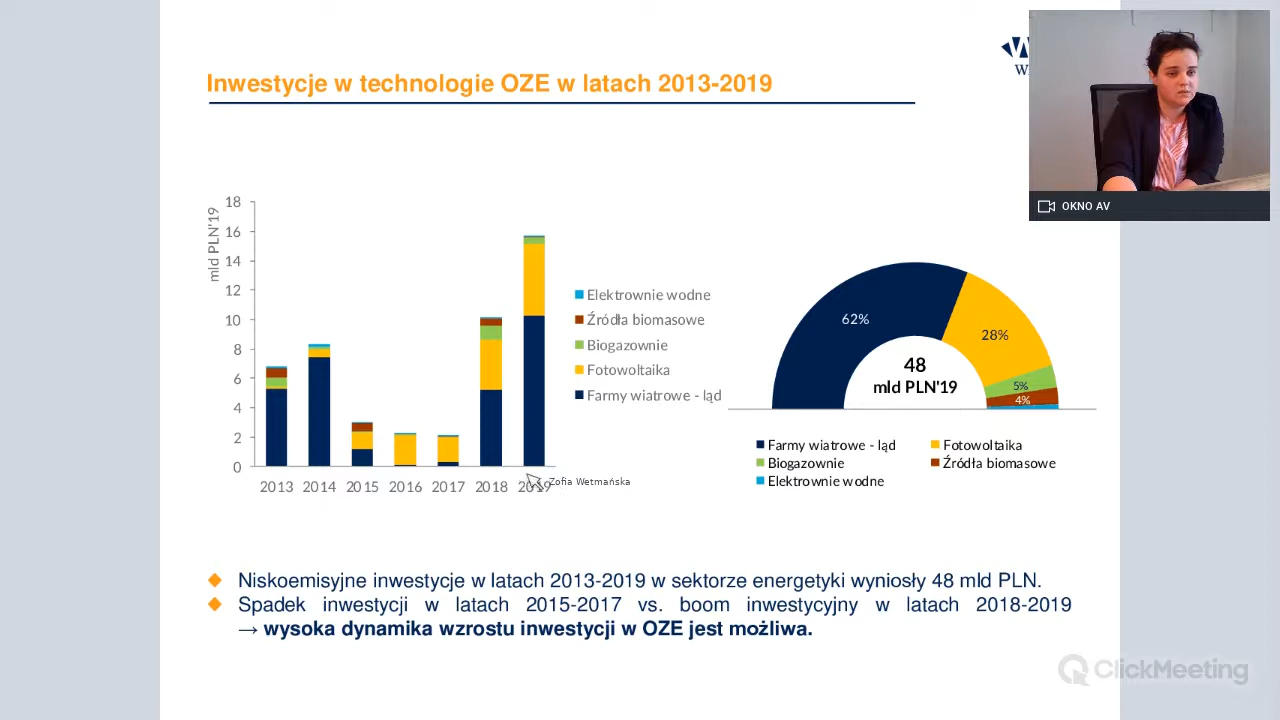 Inwestycje w technologie OZE w latach 2013-2019
W
OKNO AV
mld PLN'19
18
16
14
12
10
8
6
4
2
0
2013 2014 2015 2016 2017 2018 2019
Zofia Wetmańska
Elektrownie wodne
Źródła biomasowe
Biogazownie
Fotowoltaika
Farmy wiatrowe - ląd
62%
28%
5%
4%
48
mld PLN'19
Farmy wiatrowe - ląd
Fotowoltaika
Biogazownie
Źródła biomasowe
Elektrownie wodne
Niskoemisyjne inwestycje w latach 2013-2019 w sektorze energetyki wyniosły 48 mld PLN.
Spadek inwestycji w latach 2015-2017 vs. boom inwestycyjny w latach 2018-2019
→ wysoka dynamika wzrostu inwestycji w OZE jest możliwa.
ClickMeeting